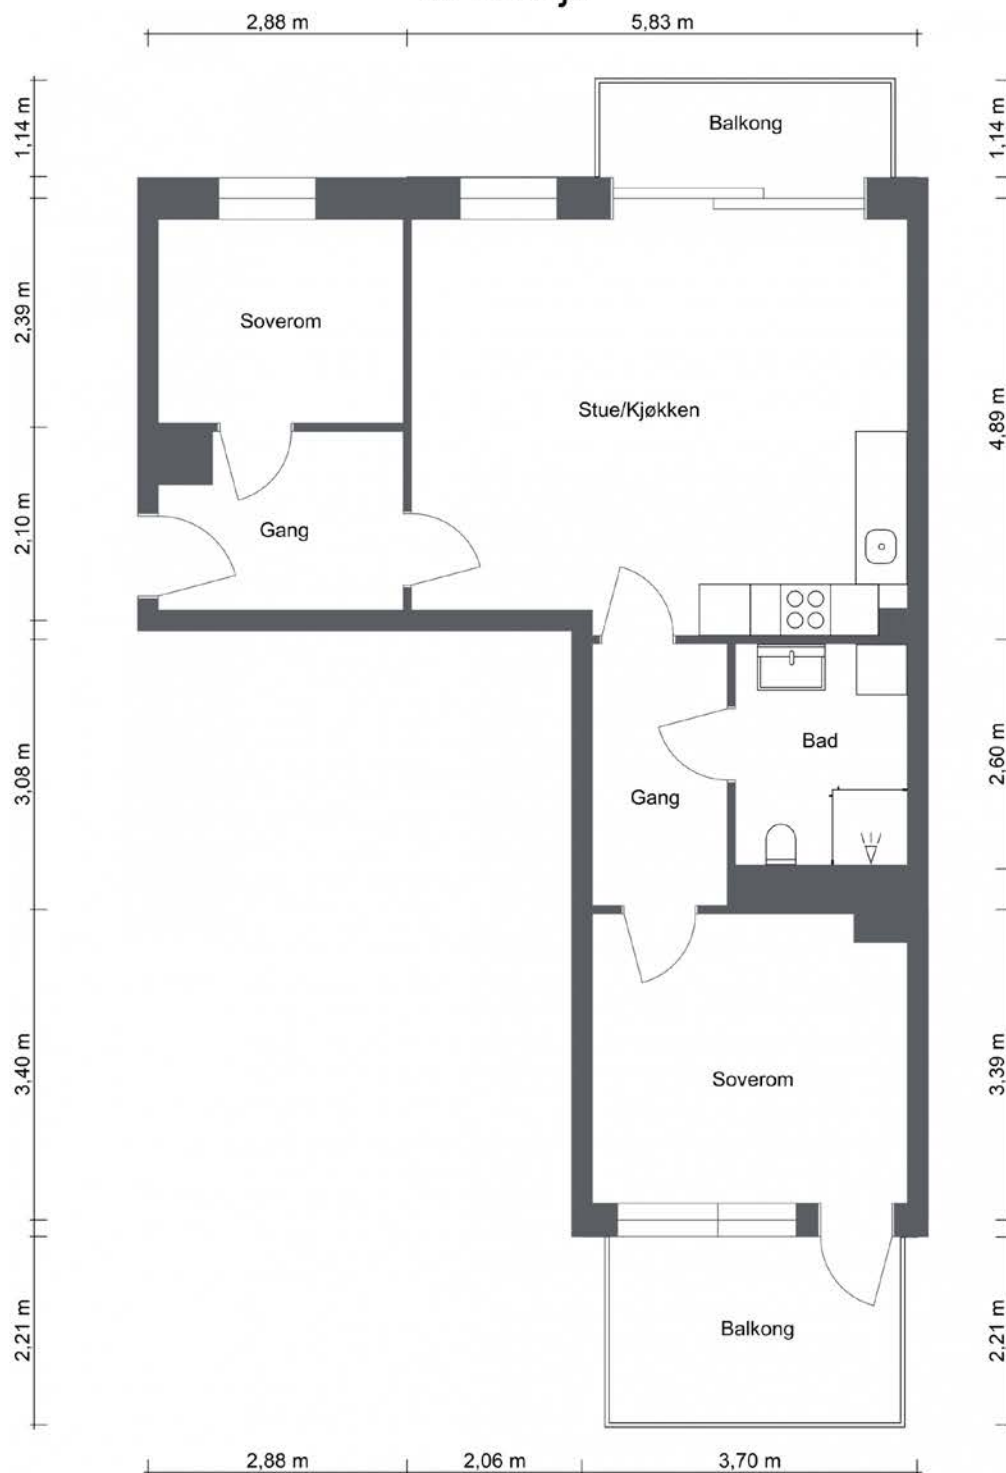 2,88 m 5,83 m
1,14 m
1,14 m
Balkong
2,39 m
Soverom
Stue/Kjøkken
4,89 m
2,10 m
Gang
3,08 m
Bad
2,60 m
Gang
3,40 m
Soverom
3,39 m
2,21 m
Balkong
2,21 m
2,88 m 2,06 m 3,70 m